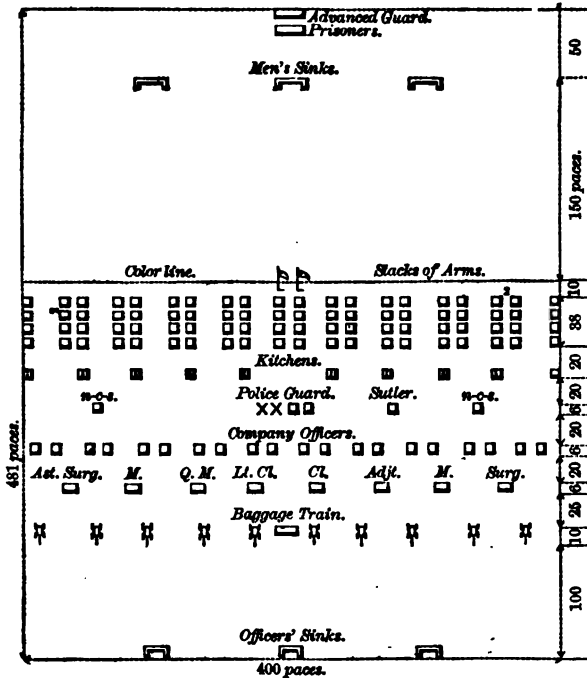 Advanced Guard.
Prisoners.
50
Men's Sinks.
150 paces.
Color line. Stacks of Arms.
10
38
Kitchens.
20
n-c-s. Police Guard. Sutler. n-c-s.
20
6
Company Officers.
20
6
481 paces.
Ast. Surg. M. Q. M. Lt. Cl. Cl. Adjt. M. Surg.
20
6
Baggage Train.
25
10
100
Officers' Sinks.
400 paces.